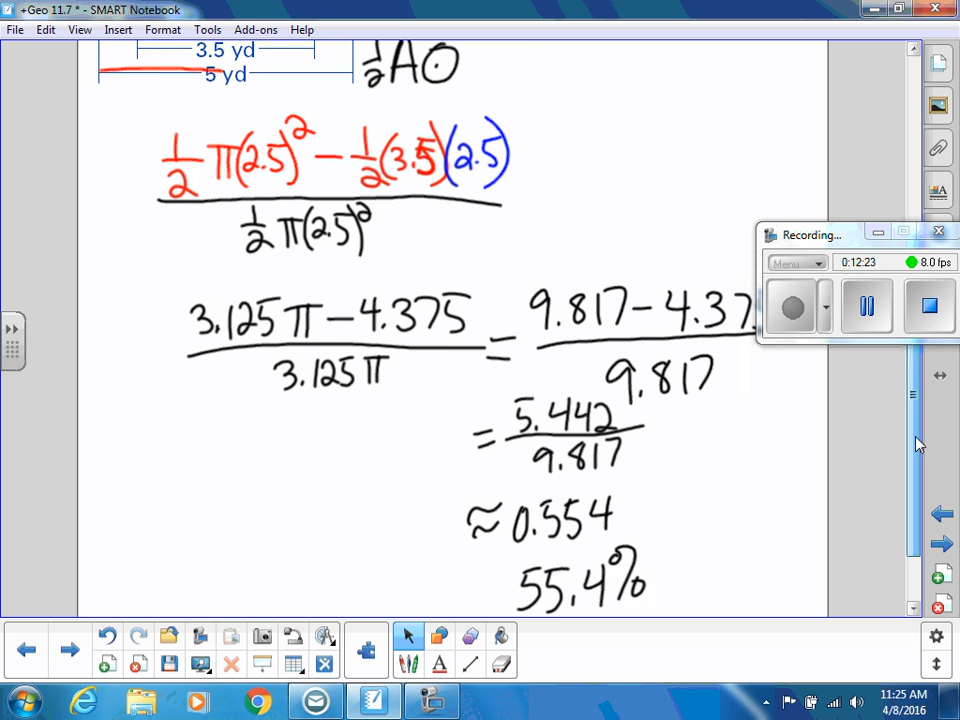 +Geo 11.7 * - SMART Notebook
File Edit View Insert Format Tools Add-ons Help
3.5 yd
5 yd
1/2 A⊙
1/2 π(2.5)² − 1/2(3.5)(2.5)
1/2 π(2.5)²
3.125π − 4.375
3.125π
= 9.817 − 4.37
9.817
= 5.442
9.817
≈ 0.554
55.4%
Recording...
Menu
0:12:23
8.0 fps
11:25 AM
4/8/2016